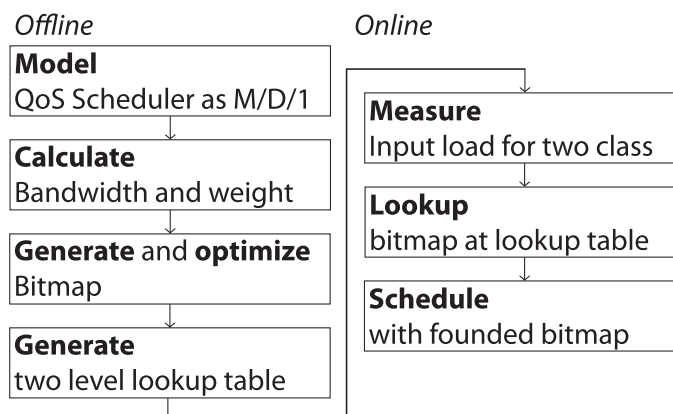 Offline
Model
QoS Scheduler as M/D/1
Calculate
Bandwidth and weight
Generate and optimize
Bitmap
Generate
two level lookup table
Online
Measure
Input load for two class
Lookup
bitmap at lookup table
Schedule
with founded bitmap